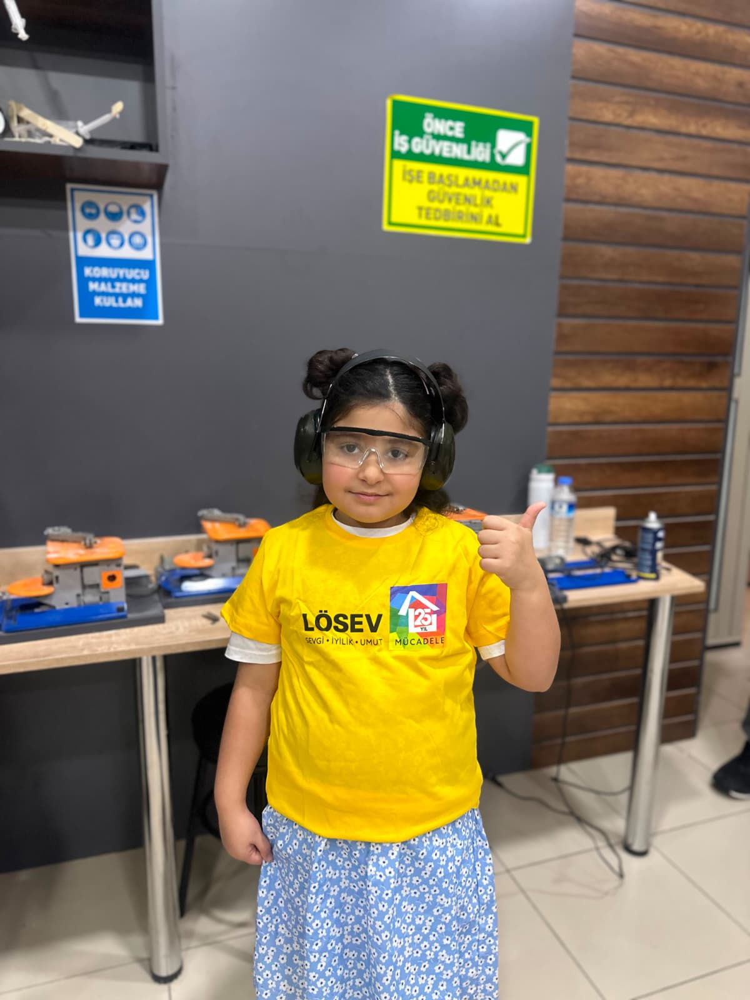 ÖNCE
İŞ GÜVENLİĞİ
İŞE BAŞLAMADAN
GÜVENLİK
TEDBİRİNİ AL
KORUYUCU
MALZEME
KULLAN
LÖSEV
SEVGİ • İYİLİK • UMUT
25
YIL
MÜCADELE